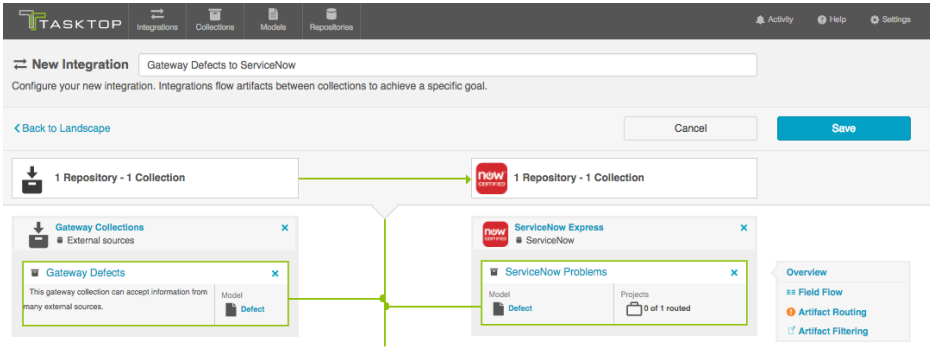 TASKTOP
Integrations
Collections
Models
Repositories
Activity
Help
Settings
New Integration
Gateway Defects to ServiceNow
Configure your new integration. Integrations flow artifacts between collections to achieve a specific goal.
Back to Landscape
Cancel
Save
1 Repository - 1 Collection
now
CERTIFIED
1 Repository - 1 Collection
Gateway Collections
External sources
Gateway Defects
This gateway collection can accept information from
many external sources.
Model
Defect
now
CERTIFIED
ServiceNow Express
ServiceNow
ServiceNow Problems
Model
Defect
Projects
0 of 1 routed
Overview
Field Flow
Artifact Routing
Artifact Filtering